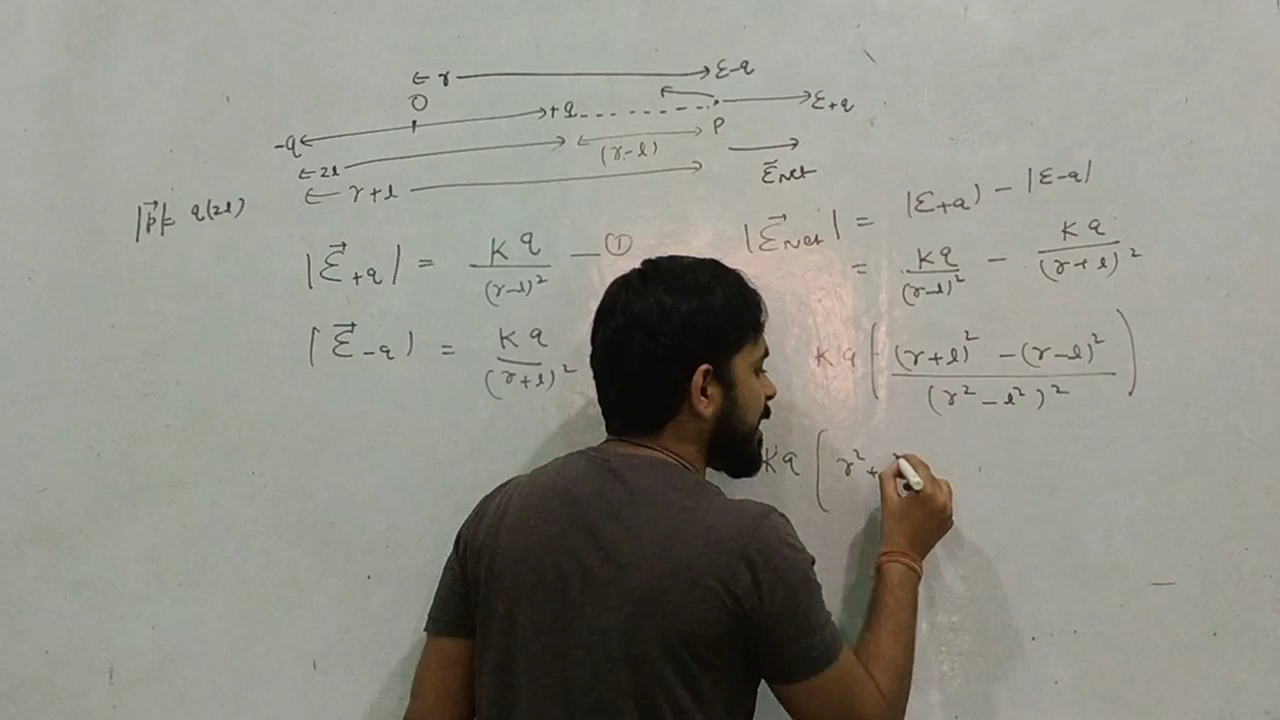 ← r → E-q
O
-q ← → +q - - - - - P → E+q
← 2l → ← (r-l) → → E⃗Net
← r+l →
|p⃗| = q(2l)
|E⃗+q| = Kq/(r-l)² — ①
|E⃗-q| = Kq/(r+l)²
|E⃗Net| = |E+q| - |E-q|
= Kq/(r-l)² - Kq/(r+l)²
Kq [(r+l)² - (r-l)² / (r²-l²)²]
Kq [r² +